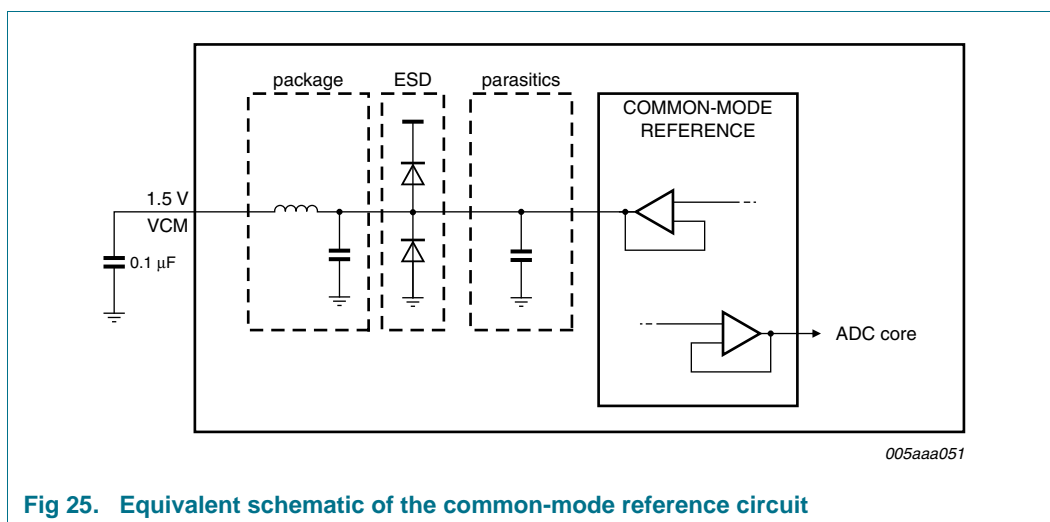 package
ESD
parasitics
COMMON-MODE
REFERENCE
1.5 V
VCM
0.1 μF
ADC core
005aaa051
Fig 25. Equivalent schematic of the common-mode reference circuit